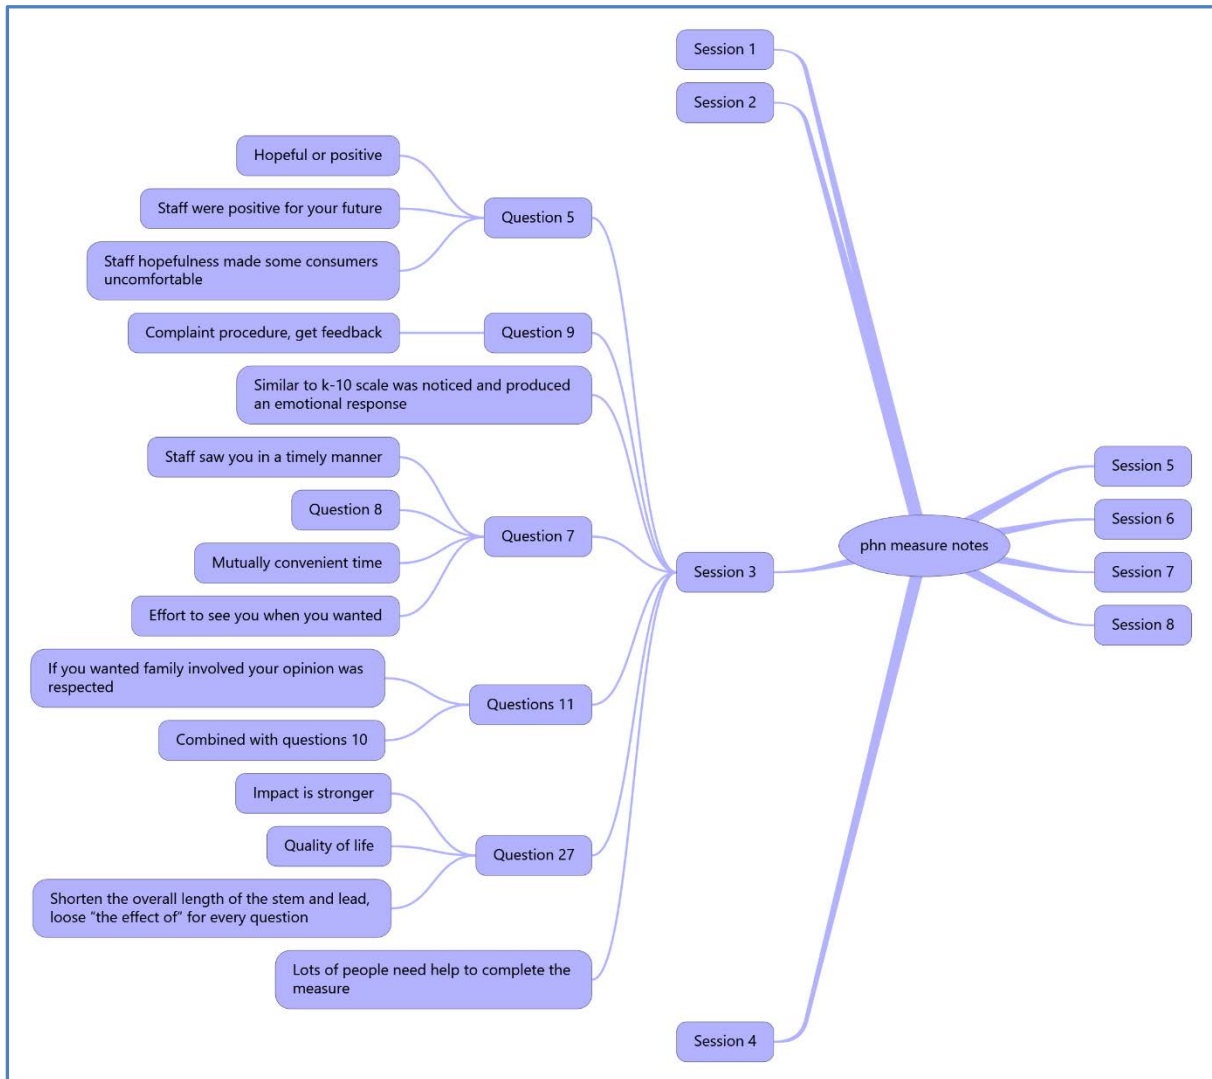 Session 1
Session 2
Hopeful or positive
Staff were positive for your future
Question 5
Staff hopefulness made some consumers
uncomfortable
Complaint procedure, get feedback
Question 9
Similar to k-10 scale was noticed and produced
an emotional response
Staff saw you in a timely manner
Question 8
Question 7
Mutually convenient time
Effort to see you when you wanted
Session 3
phn measure notes
Session 5
Session 6
Session 7
Session 8
If you wanted family involved your opinion was
respected
Questions 11
Combined with questions 10
Impact is stronger
Quality of life
Question 27
Shorten the overall length of the stem and lead,
loose “the effect of” for every question
Lots of people need help to complete the
measure
Session 4